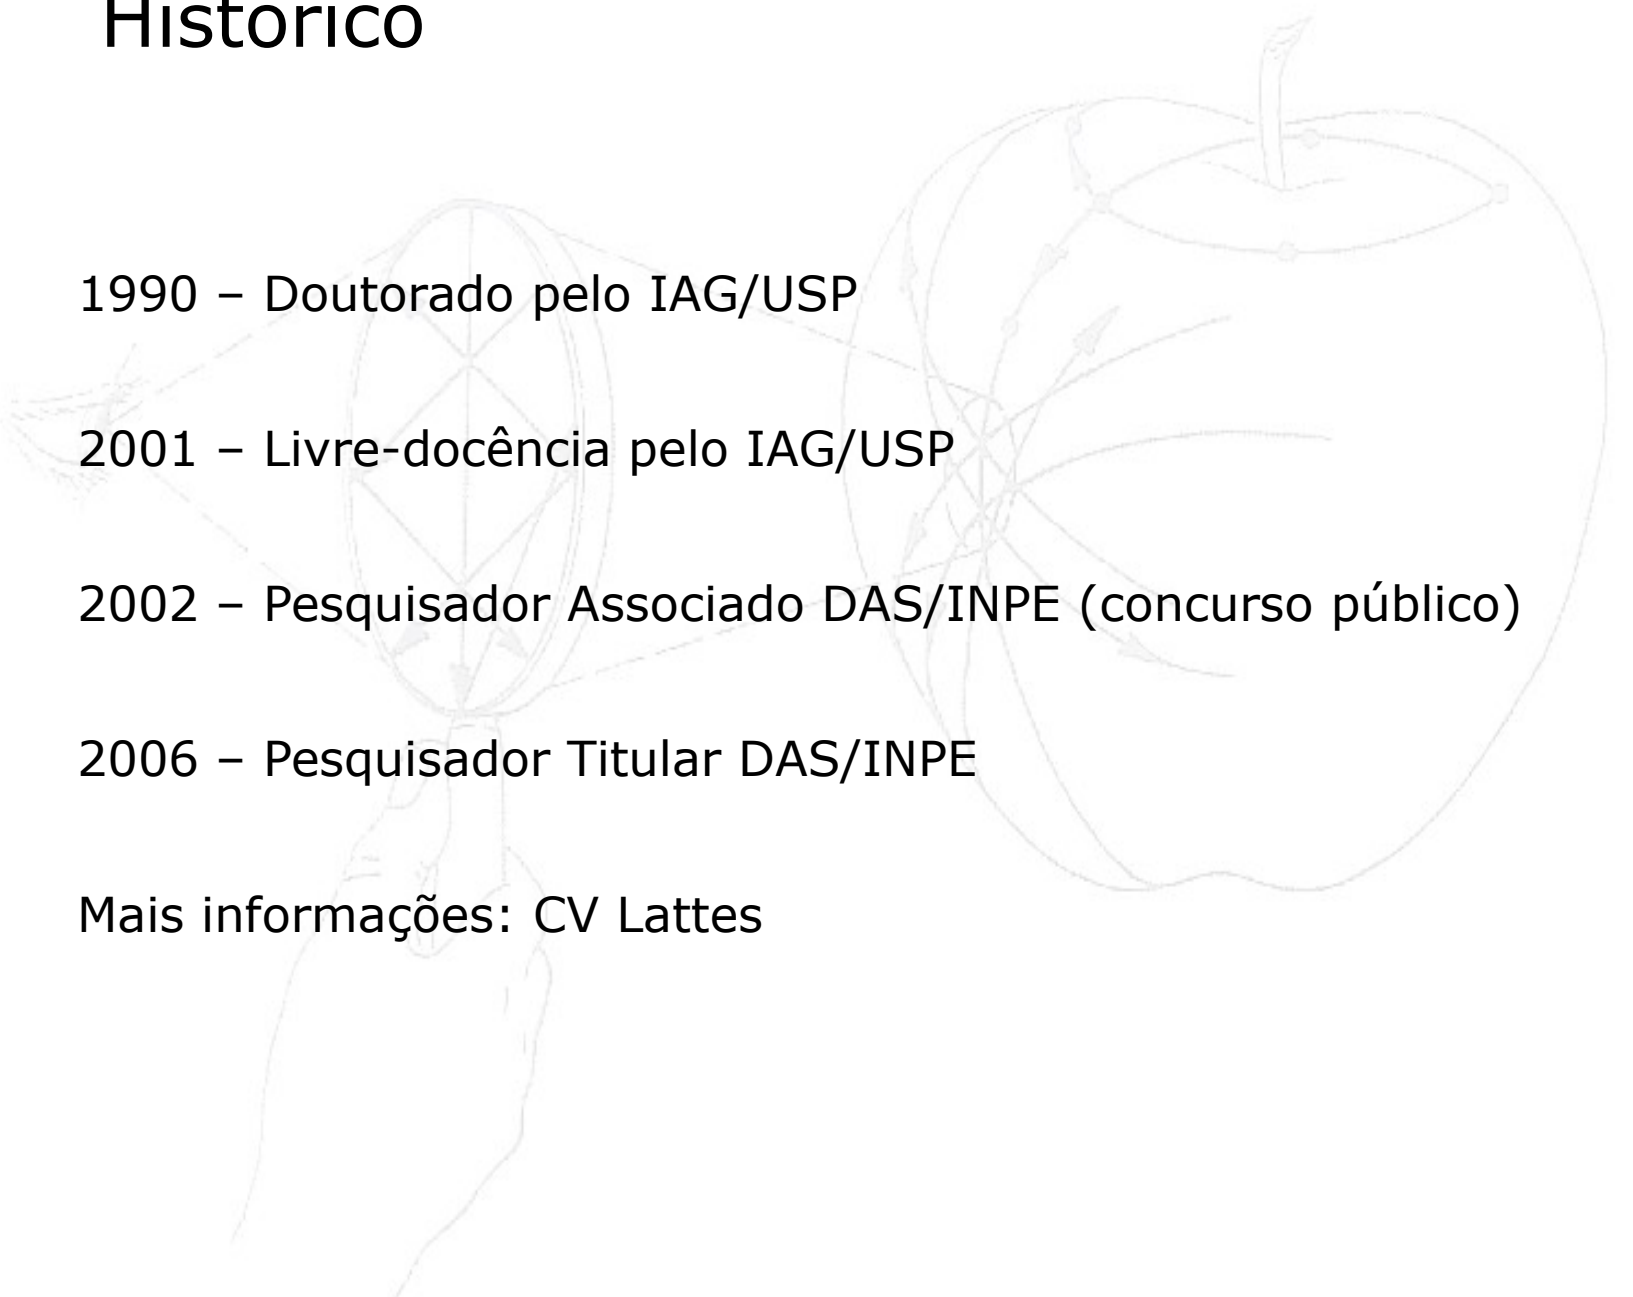 Histórico
1990 – Doutorado pelo IAG/USP
2001 – Livre-docência pelo IAG/USP
2002 – Pesquisador Associado DAS/INPE (concurso público)
2006 – Pesquisador Titular DAS/INPE
Mais informações: CV Lattes